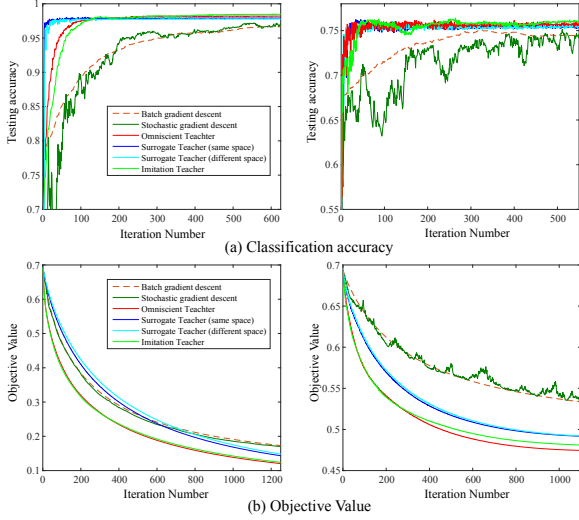 1
0.95
0.9
0.85
0.8
0.75
0.7
Testing accuracy
0 100 200 300 400 500 600
Iteration Number
Batch gradient descent
Stochastic gradient descent
Omniscient Teachter
Surrogate Teacher (same space)
Surrogate Teacher (different space)
Imitation Teacher
0.75
0.7
0.65
0.6
0.55
Testing accuracy
0 100 200 300 400 500
Iteration Number
(a) Classification accuracy
0.7
0.6
0.5
0.4
0.3
0.2
0.1
Objective Value
0 200 400 600 800 1000 1200
Iteration Number
Batch gradient descent
Stochastic gradient descent
Omniscient Teachter
Surrogate Teacher (same space)
Surrogate Teacher (different space)
Imitation Teacher
0.7
0.65
0.6
0.55
0.5
0.45
Objective Value
0 200 400 600 800 1000
Iteration Number
(b) Objective Value